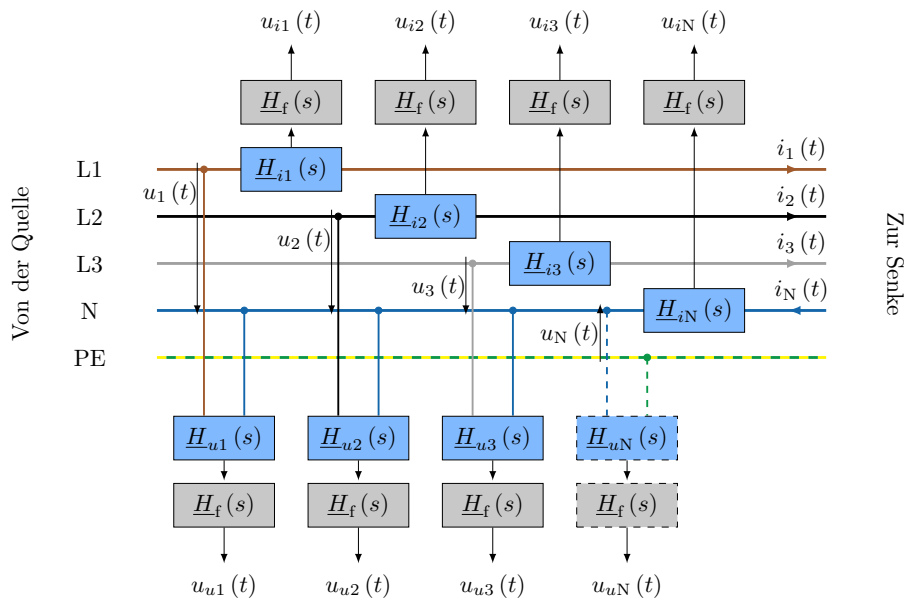 u_{i1}(t) u_{i2}(t) u_{i3}(t) u_{iN}(t)
H_f(s) H_f(s) H_f(s) H_f(s)
L1 H_{i1}(s) i_1(t)
u_1(t)
L2 H_{i2}(s) i_2(t)
u_2(t)
L3 H_{i3}(s) i_3(t)
u_3(t)
N H_{iN}(s) i_N(t)
u_N(t)
PE
Von der Quelle
Zur Senke
H_{u1}(s) H_{u2}(s) H_{u3}(s) H_{uN}(s)
H_f(s) H_f(s) H_f(s) H_f(s)
u_{u1}(t) u_{u2}(t) u_{u3}(t) u_{uN}(t)